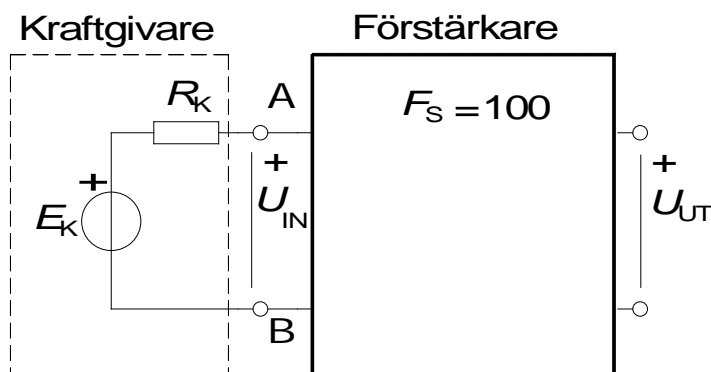 Kraftgivare
Förstärkare
R_K
A
F_S = 100
+
+
+
E_K
U_IN
U_UT
B